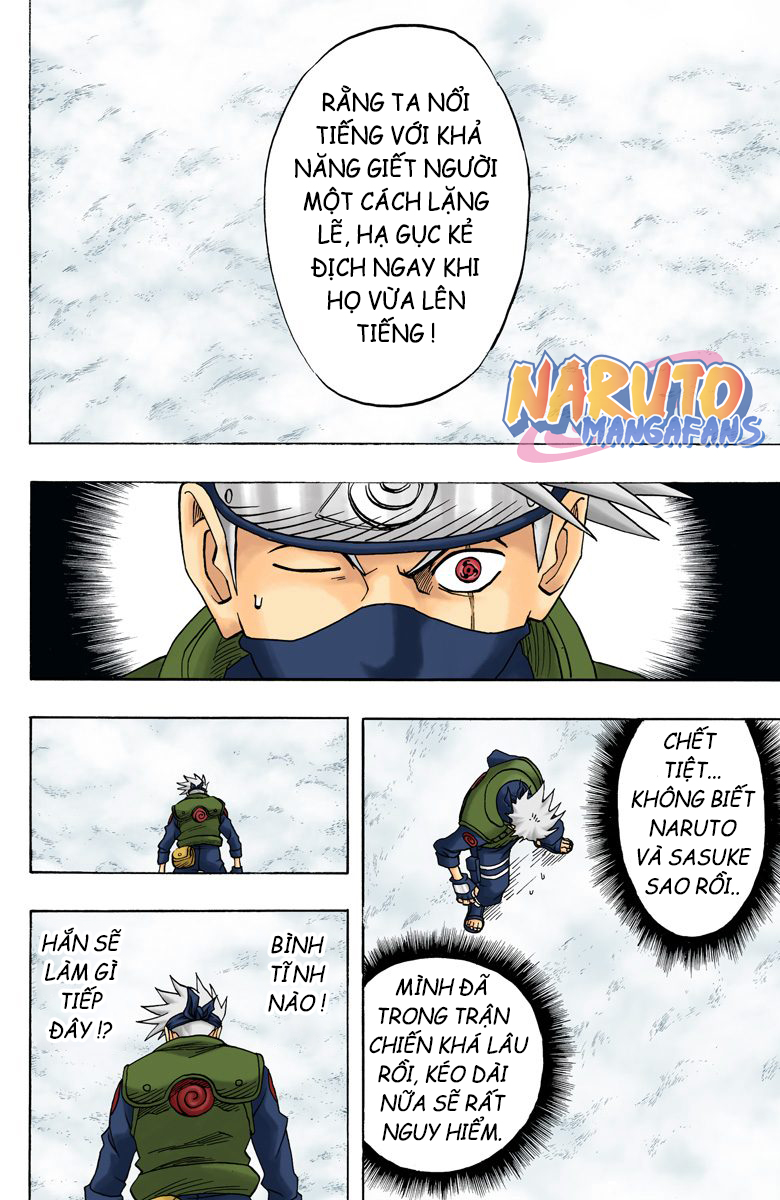 RẰNG TA NỔI
TIẾNG VỚI KHẢ
NĂNG GIẾT NGƯỜI
MỘT CÁCH LẶNG
LẼ, HẠ GỤC KẺ
ĐỊCH NGAY KHI
HỌ VỪA LÊN
TIẾNG !
NARUTO
MANGAFANS
CHẾT
TIỆT...
KHÔNG BIẾT
NARUTO
VÀ SASUKE
SAO RỒI..
MÌNH ĐÃ
TRONG TRẬN
CHIẾN KHÁ LÂU
RỒI, KÉO DÀI
NỮA SẼ RẤT
NGUY HIỂM.
BÌNH
TĨNH
NÀO !
HẮN SẼ
LÀM GÌ
TIẾP
ĐÂY !?